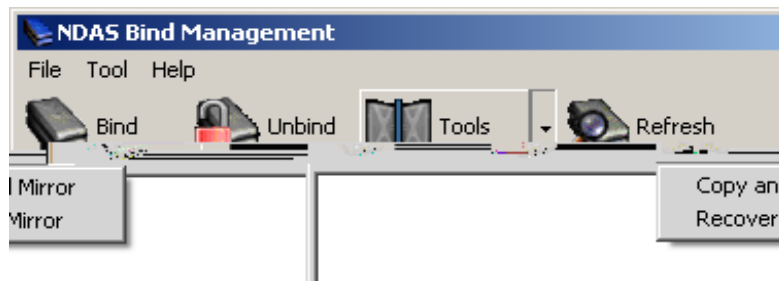 NDAS Bind Management
File Tool Help
Bind Unbind Tools Refresh
Mirror Copy an
Mirror Recover